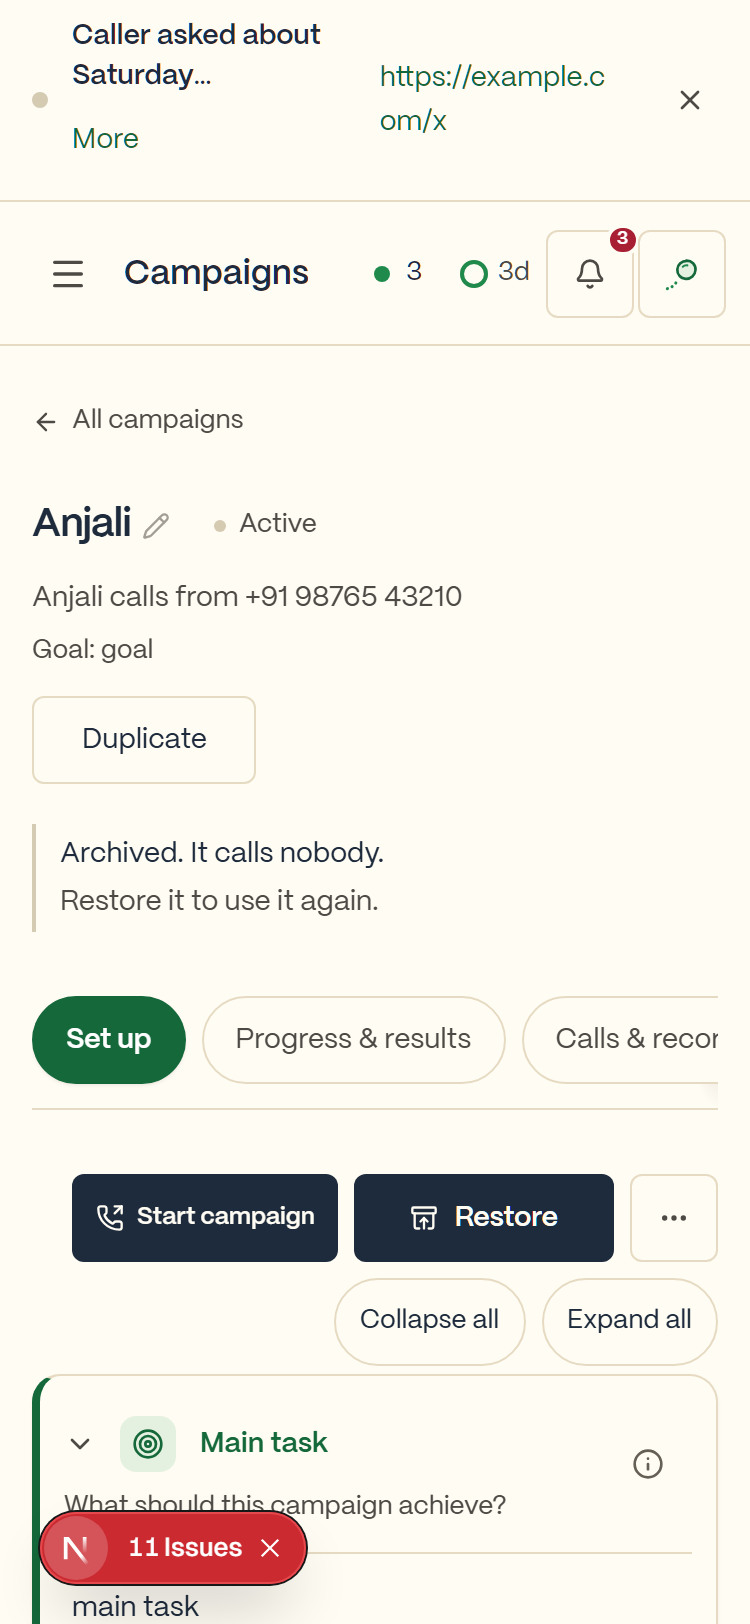 Caller asked about
Saturday...
More
https://example.c
om/x
Campaigns
3
3d
3
All campaigns
Anjali
Active
Anjali calls from +91 98765 43210
Goal: goal
Duplicate
Archived. It calls nobody.
Restore it to use it again.
Set up
Progress & results
Calls & recor
Start campaign
Restore
Collapse all
Expand all
Main task
What should this campaign achieve?
N
11 Issues
main task